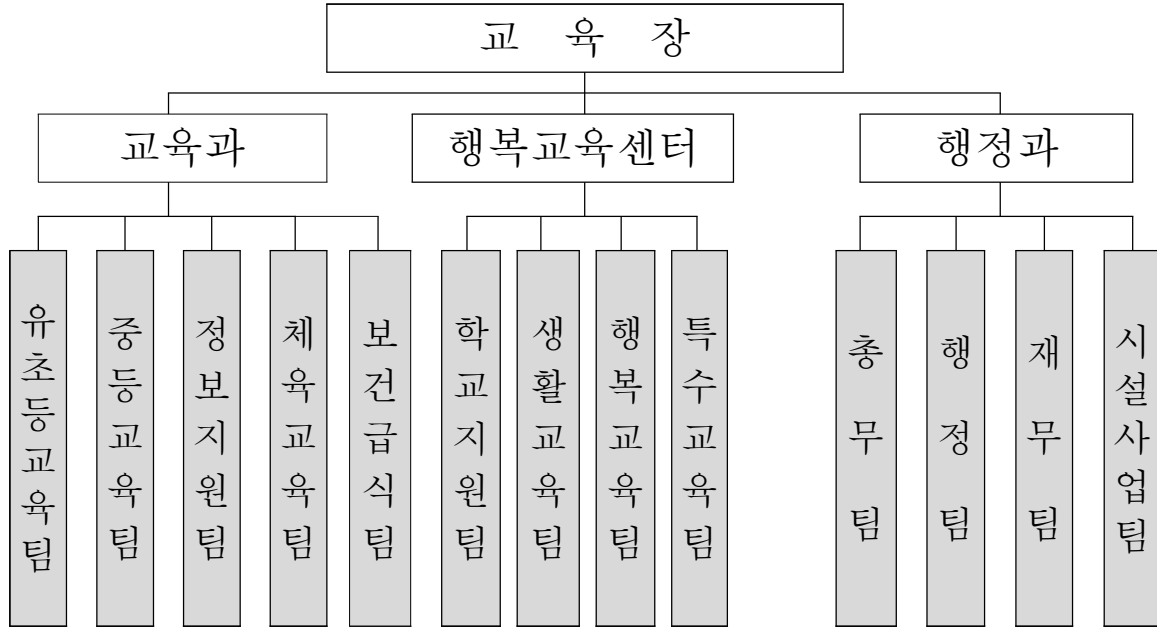 교 육 장
교육과
행복교육센터
행정과
유초등교육팀
중등교육팀
정보지원팀
체육교육팀
보건급식팀
학교지원팀
생활교육팀
행복교육팀
특수교육팀
총무팀
행정팀
재무팀
시설사업팀